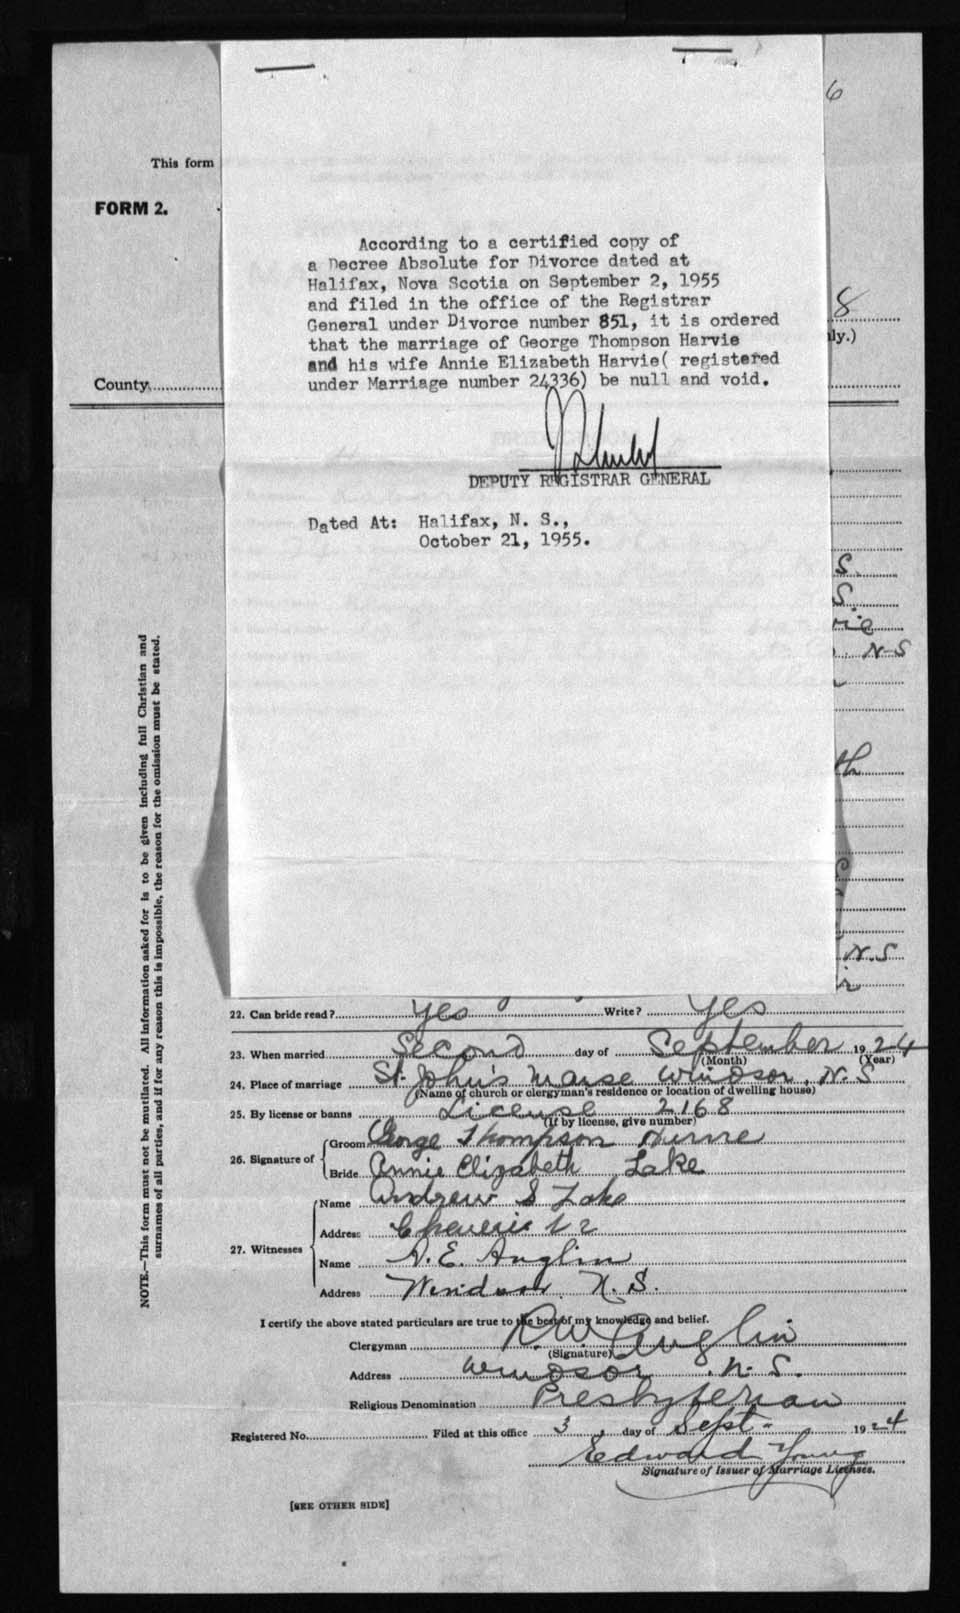 6
This form
FORM 2.
According to a certified copy of
a Decree Absolute for Divorce dated at
Halifax, Nova Scotia on September 2, 1955
and filed in the office of the Registrar
General under Divorce number 851, it is ordered
that the marriage of George Thompson Harvie
and his wife Annie Elizabeth Harvie( registered
under Marriage number 24336) be null and void.
8
ly.)
County
DEPUTY REGISTRAR GENERAL
Dated At: Halifax, N. S.,
October 21, 1955.
S.
S.
vie
N-S
th
N.S
NOTE.—This form must not be mutilated. All information asked for is to be given including full Christian and
surnames of all parties, and if for any reason this is impossible, the reason for the omission must be stated.
22. Can bride read? Yes Write? Yes
23. When married Second day of September 1924
(Month) (Year)
24. Place of marriage St. John's Manse Windsor, N.S
(Name of church or clergyman's residence or location of dwelling house)
25. By license or banns License 2168
(If by license, give number)
26. Signature of Groom George Thompson
Bride Annie Elizabeth Lake
27. Witnesses Name Andrew S Lake
Address Cheverie
Name A. E. Anglin
Address Windsor. N. S.
I certify the above stated particulars are true to the best of my knowledge and belief.
Clergyman R. W. Anglin
(Signature)
Address Windsor, N. S.
Religious Denomination Presbyterian
Registered No. Filed at this office 3 day of Sept- 1924
Edward Young
Signature of Issuer of Marriage Licenses.
[SEE OTHER SIDE]